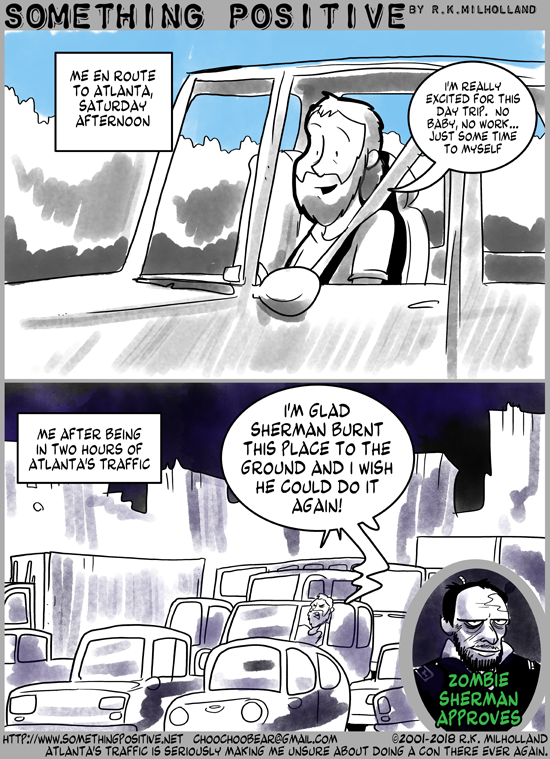 SOMETHING POSITIVE BY R.K.MILHOLLAND
ME EN ROUTE
TO ATLANTA,
SATURDAY
AFTERNOON
I'M REALLY
EXCITED FOR THIS
DAY TRIP. NO
BABY, NO WORK...
JUST SOME TIME
TO MYSELF
ME AFTER BEING
IN TWO HOURS OF
ATLANTA'S TRAFFIC
I'M GLAD
SHERMAN BURNT
THIS PLACE TO THE
GROUND AND I WISH
HE COULD DO IT
AGAIN!
ZOMBIE
SHERMAN
APPROVES
HTTP://WWW.SOMETHINGPOSITIVE.NET CHOOCHOOBEAR@GMAIL.COM ©2001-2018 R.K. MILHOLLAND
ATLANTA'S TRAFFIC IS SERIOUSLY MAKING ME UNSURE ABOUT DOING A CON THERE EVER AGAIN.